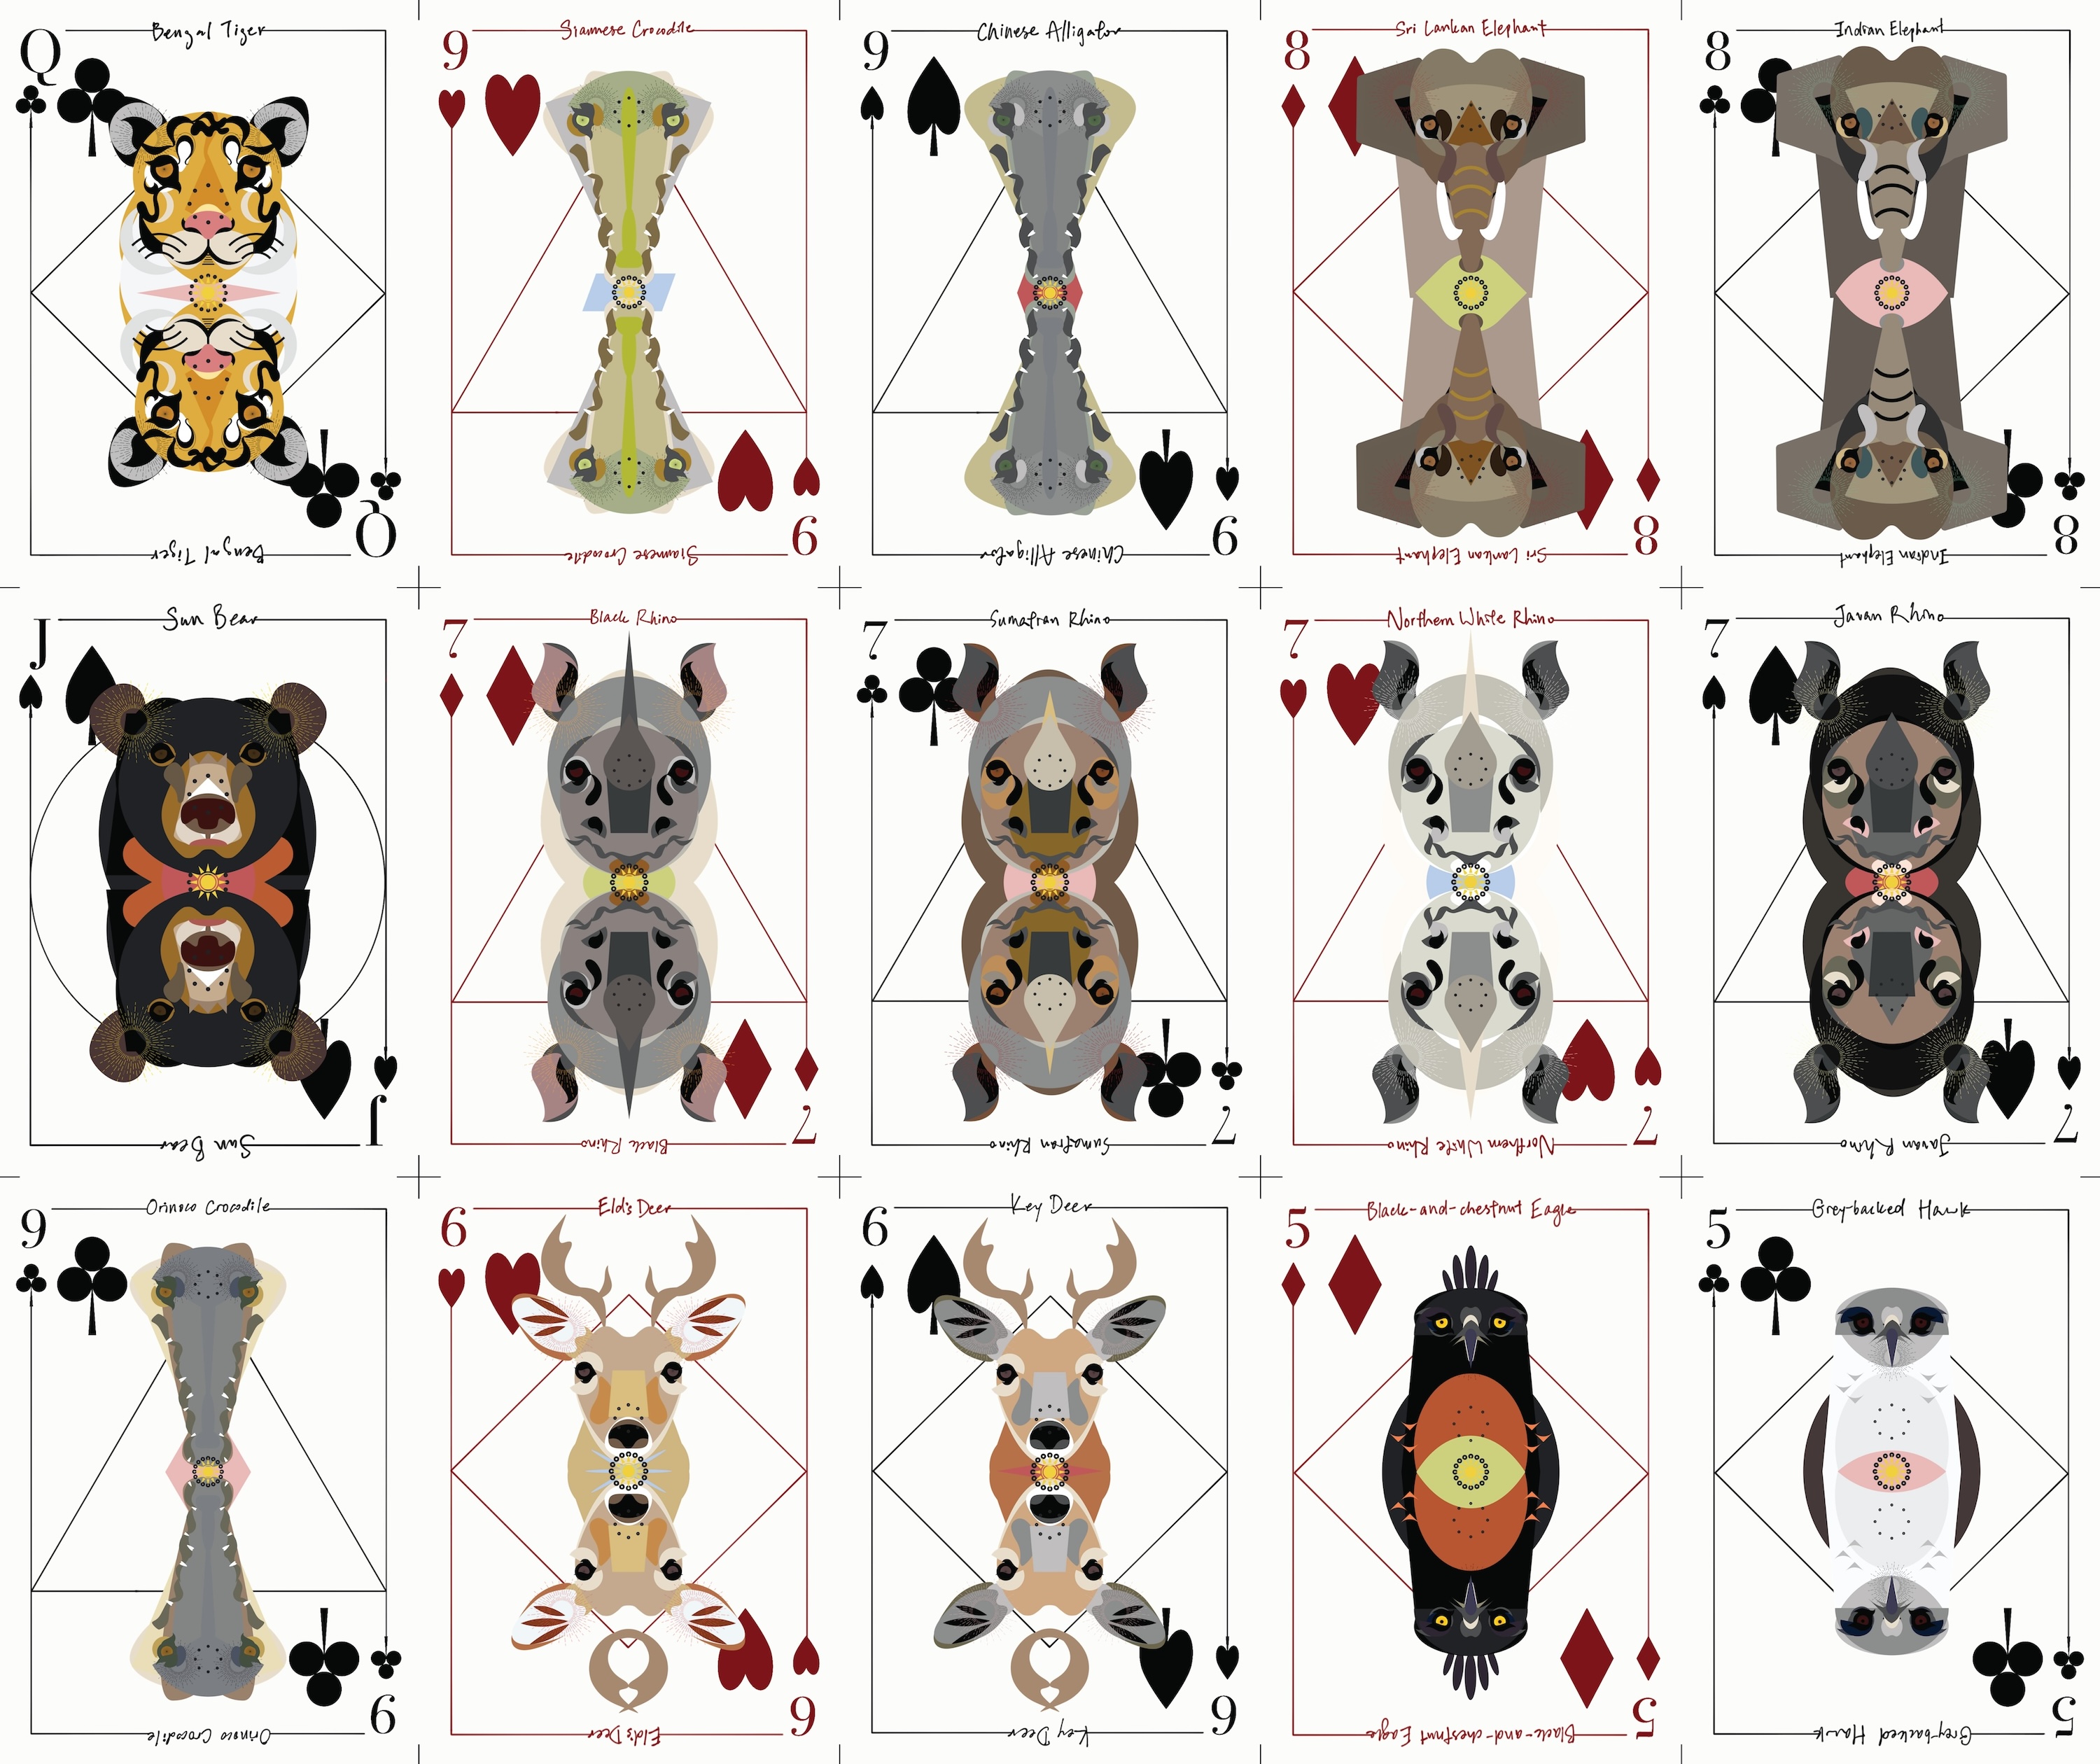 Q
Bengal Tiger
Bengal Tiger
Q
9
Siamese Crocodile
Siamese Crocodile
9
9
Chinese Alligator
Chinese Alligator
9
8
Sri Lankan Elephant
Sri Lankan Elephant
8
8
Indian Elephant
Indian Elephant
8
J
Sun Bear
Sun Bear
J
7
Black Rhino
Black Rhino
7
7
Sumatran Rhino
Sumatran Rhino
7
7
Northern White Rhino
Northern White Rhino
7
7
Javan Rhino
Javan Rhino
7
9
Orinoco Crocodile
Orinoco Crocodile
9
6
Eld's Deer
Eld's Deer
6
6
Key Deer
Key Deer
6
5
Black-and-chestnut Eagle
Black-and-chestnut Eagle
5
5
Grey-backed Hawk
Grey-backed Hawk
5